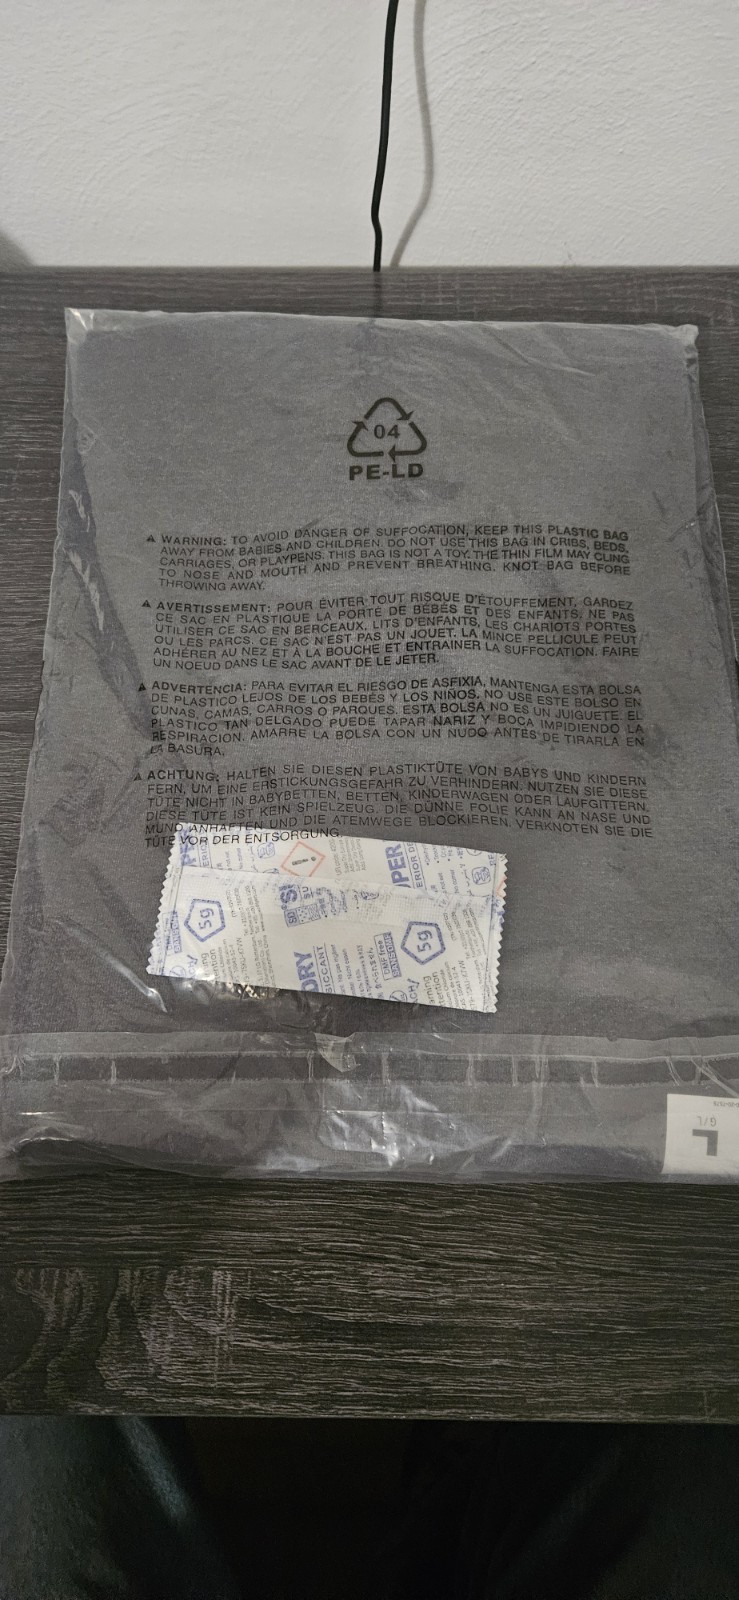 04
PE-LD
WARNING: TO AVOID DANGER OF SUFFOCATION, KEEP THIS PLASTIC BAG
AWAY FROM BABIES AND CHILDREN. DO NOT USE THIS BAG IN CRIBS, BEDS,
CARRIAGES, OR PLAYPENS. THIS BAG IS NOT A TOY. THE THIN FILM MAY CLING
TO NOSE AND MOUTH AND PREVENT BREATHING. KNOT BAG BEFORE
THROWING AWAY.
AVERTISSEMENT: POUR ÉVITER TOUT RISQUE D'ÉTOUFFEMENT, GARDEZ
CE SAC EN PLASTIQUE LA PORTÉ DE BÉBÉS ET DES ENFANTS. NE PAS
UTILISER CE SAC EN BERCEAUX, LITS D'ENFANTS, LES CHARIOTS PORTES
OU LES PARCS. CE SAC N'EST PAS UN JOUET. LA MINCE PELLICULE PEUT
ADHÉRER AU NEZ ET À LA BOUCHE ET ENTRAINER LA SUFFOCATION. FAIRE
UN NOEUD DANS LE SAC AVANT DE LE JETER.
ADVERTENCIA: PARA EVITAR EL RIESGO DE ASFIXIA, MANTENGA ESTA BOLSA
DE PLASTICO LEJOS DE LOS BEBÉS Y LOS NIÑOS. NO USE ESTE BOLSO EN
CUNAS, CAMAS, CARROS O PARQUES. ESTA BOLSA NO ES UN JUIGUETE. EL
PLASTICO TAN DELGADO PUEDE TAPAR NARIZ Y BOCA IMPIDIENDO LA
RESPIRACION. AMARRE LA BOLSA CON UN NUDO ANTES DE TIRARLA EN
LA BASURA.
ACHTUNG: HALTEN SIE DIESEN PLASTIKTÜTE VON BABYS UND KINDERN
FERN, UM EINE ERSTICKUNGSGEFAHR ZU VERHINDERN. NUTZEN SIE DIESE
TÜTE NICHT IN BABYBETTEN, BETTEN, KINDERWAGEN ODER LAUFGITTERN.
DIESE TÜTE IST KEIN SPIELZEUG. DIE DÜNNE FOLIE KANN AN NASE UND
MUND ANHAFTEN UND DIE ATEMWEGE BLOCKIEREN. VERKNOTEN SIE DIE
TÜTE VOR DER ENTSORGUNG.
5g
DRY
DMF free
5g
G/L
L